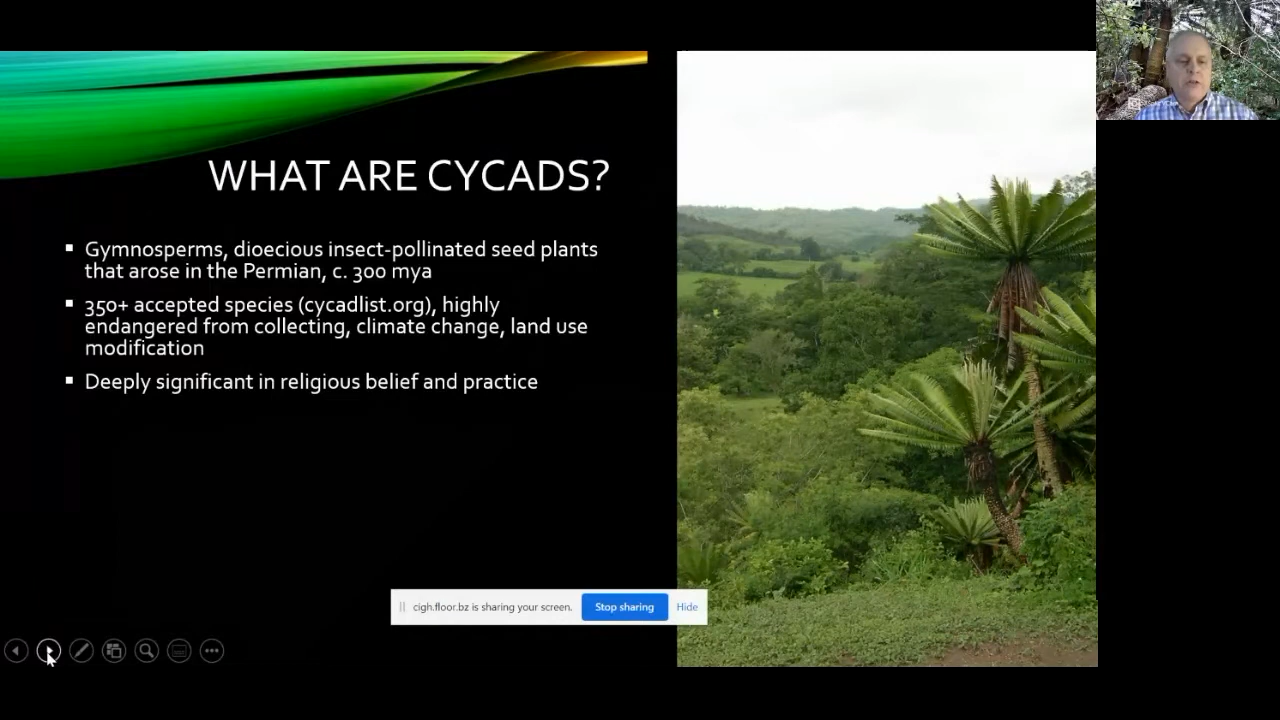 WHAT ARE CYCADS?
Gymnosperms, dioecious insect-pollinated seed plants
that arose in the Permian, c. 300 mya
350+ accepted species (cycadlist.org), highly
endangered from collecting, climate change, land use
modification
Deeply significant in religious belief and practice
cigh.floor.bz is sharing your screen. Stop sharing Hide